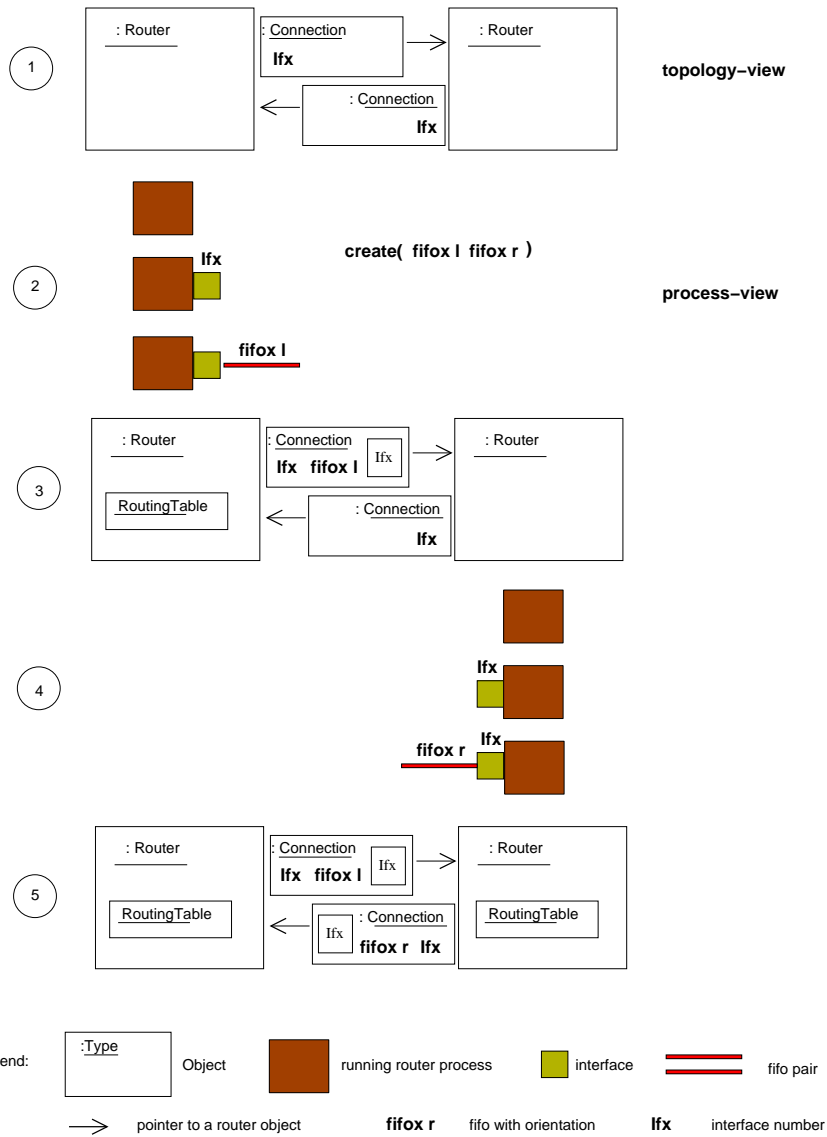 : Router
: Connection
: Router
Ifx
1
topology–view
: Connection
Ifx
create( fifox l fifox r )
Ifx
2
process–view
fifox l
: Router
: Connection
: Router
Ifx fifox l
Ifx
3
RoutingTable
: Connection
Ifx
Ifx
4
Ifx
fifox r
: Router
: Connection
: Router
Ifx fifox l
Ifx
5
RoutingTable
: Connection
RoutingTable
Ifx
fifox r Ifx
end:
:Type
Object
running router process
interface
fifo pair
pointer to a router object
fifox r
fifo with orientation
Ifx
interface number